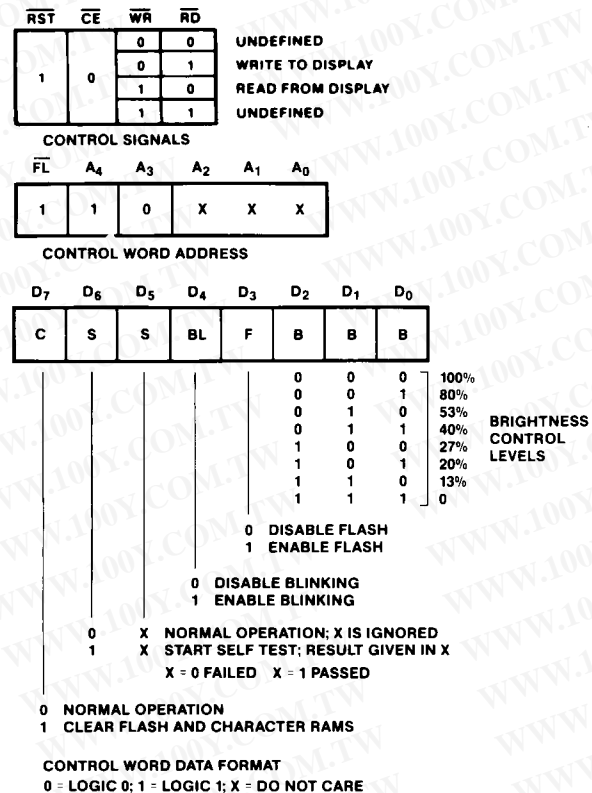 RST CE WR RD
0 0 UNDEFINED
0 1 WRITE TO DISPLAY
1 0 1 0 READ FROM DISPLAY
1 1 UNDEFINED
CONTROL SIGNALS
FL A4 A3 A2 A1 A0
1 1 0 X X X
CONTROL WORD ADDRESS
D7 D6 D5 D4 D3 D2 D1 D0
C S S BL F B B B
0 0 0 100%
0 0 1 80%
0 1 0 53%
0 1 1 40%
1 0 0 27%
1 0 1 20%
1 1 0 13%
1 1 1 0
BRIGHTNESS
CONTROL
LEVELS
0 DISABLE FLASH
1 ENABLE FLASH
0 DISABLE BLINKING
1 ENABLE BLINKING
0 X NORMAL OPERATION; X IS IGNORED
1 X START SELF TEST; RESULT GIVEN IN X
X = 0 FAILED X = 1 PASSED
0 NORMAL OPERATION
1 CLEAR FLASH AND CHARACTER RAMS
CONTROL WORD DATA FORMAT
0 = LOGIC 0; 1 = LOGIC 1; X = DO NOT CARE
WWW.100Y.COM.TW